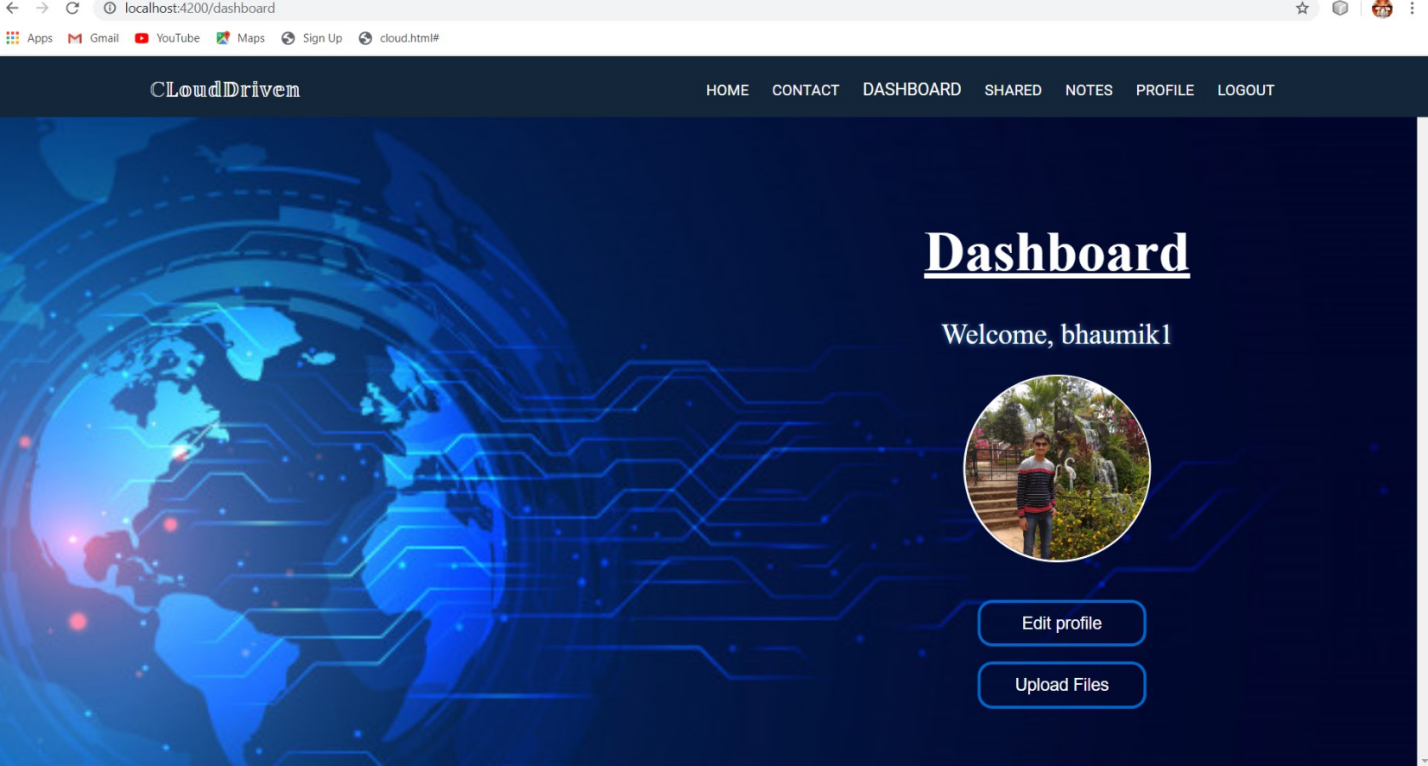 localhost:4200/dashboard
Apps Gmail YouTube Maps Sign Up cloud.html#
ℂ𝕃𝕠𝕦𝕕𝔻𝕣𝕚𝕧𝕖𝕟 HOME CONTACT DASHBOARD SHARED NOTES PROFILE LOGOUT
Dashboard
Welcome, bhaumik1
Edit profile
Upload Files